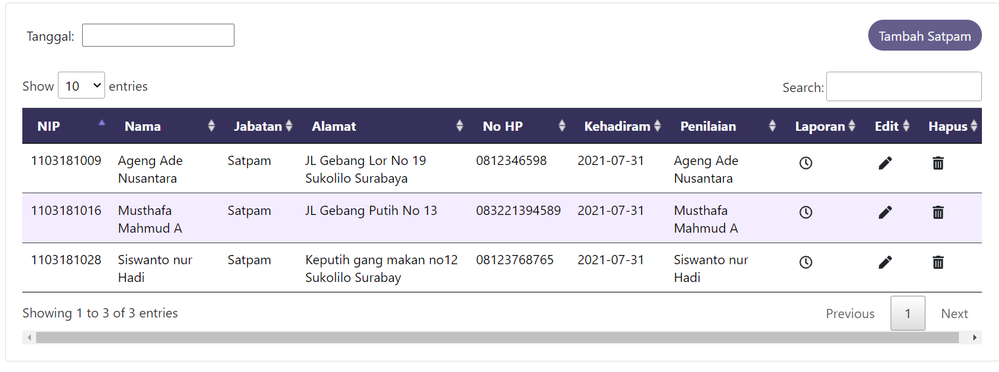 Tanggal:
Tambah Satpam
Show 10 entries
Search:
NIP Nama Jabatan Alamat No HP Kehadiram Penilaian Laporan Edit Hapus
1103181009 Ageng Ade Satpam JL Gebang Lor No 19 0812346598 2021-07-31 Ageng Ade
Nusantara Sukolilo Surabaya Nusantara
1103181016 Musthafa Satpam JL Gebang Putih No 13 083221394589 2021-07-31 Musthafa
Mahmud A Mahmud A
1103181028 Siswanto nur Satpam Keputih gang makan no12 08123768765 2021-07-31 Siswanto nur
Hadi Sukolilo Surabay Hadi
Showing 1 to 3 of 3 entries
Previous 1 Next